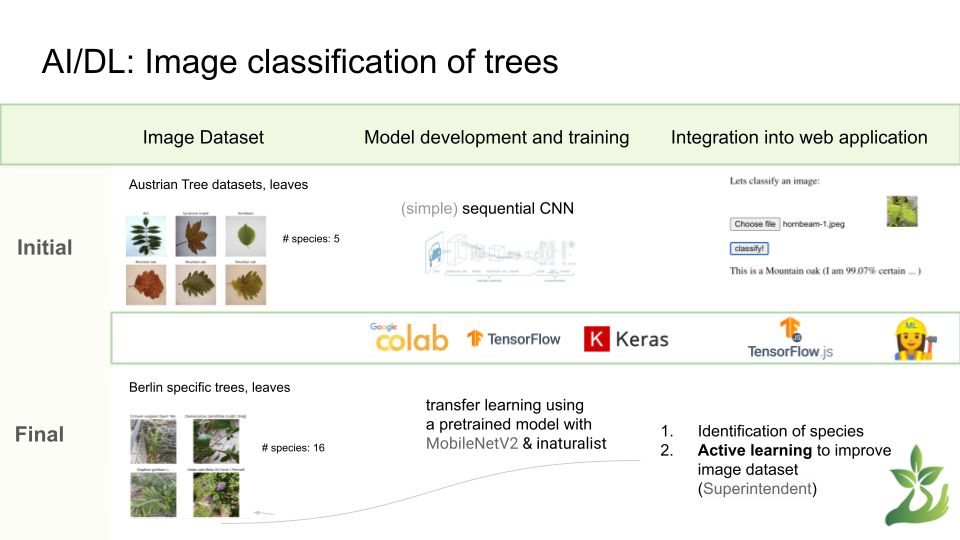 AI/DL: Image classification of trees
Image Dataset
Model development and training
Integration into web application
Initial
Austrian Tree datasets, leaves
Sycamore maple
Hornbeam
Mountain oak
Mountain oak
Mountain oak
# species: 5
(simple) sequential CNN
Lets classify an image:
Choose file hornbeam-1.jpeg
classify!
This is a Mountain oak (I am 99.07% certain ... )
Google
colab
TensorFlow
K Keras
JS
TensorFlow.js
ML
Final
Berlin specific trees, leaves
# species: 16
transfer learning using
a pretrained model with
MobileNetV2 & inaturalist
1. Identification of species
2. Active learning to improve
image dataset
(Superintendent)